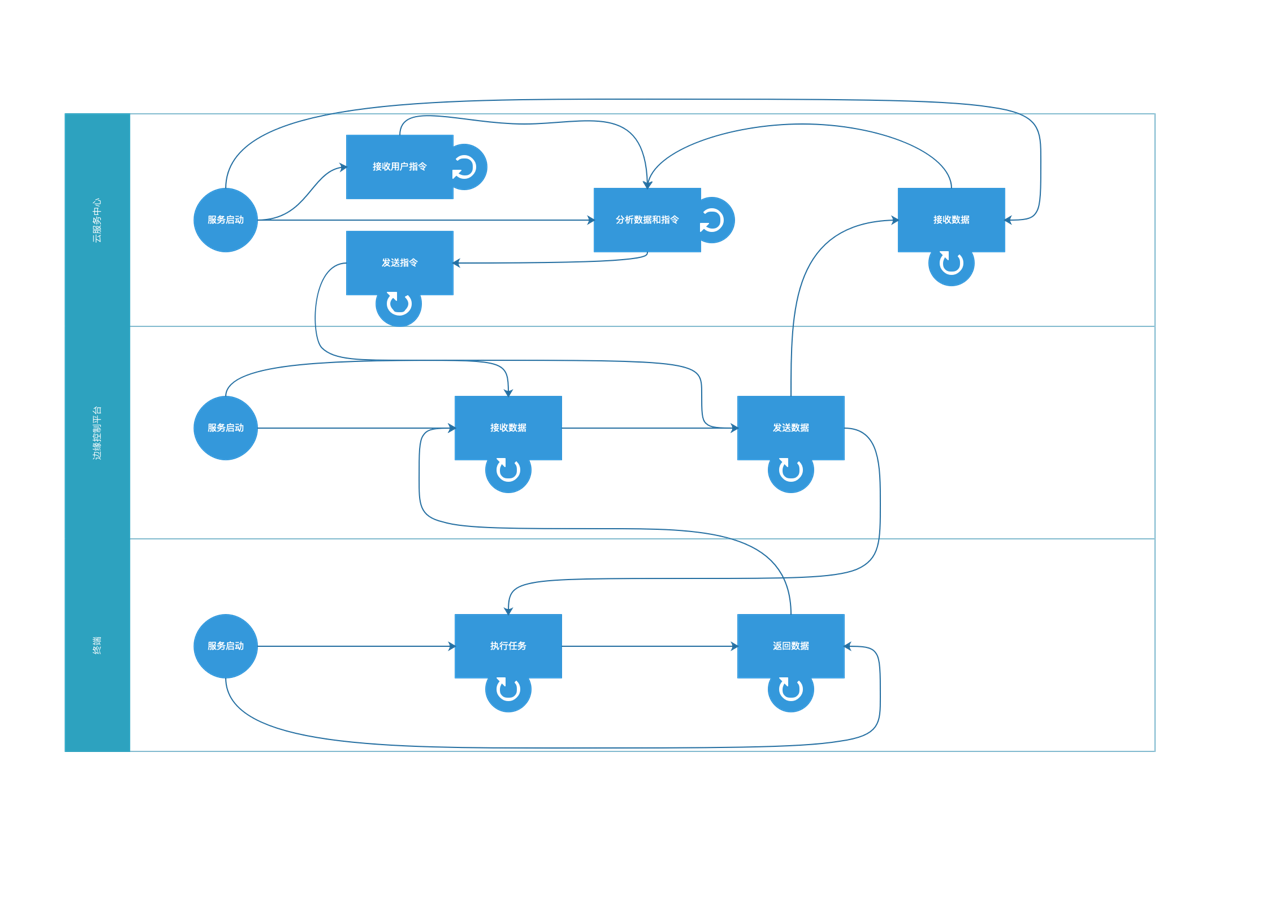 云服务中心
接收用户指令
服务启动
分析数据和指令
接收数据
发送指令
边缘控制平台
服务启动
接收数据
发送数据
终端
服务启动
执行任务
返回数据